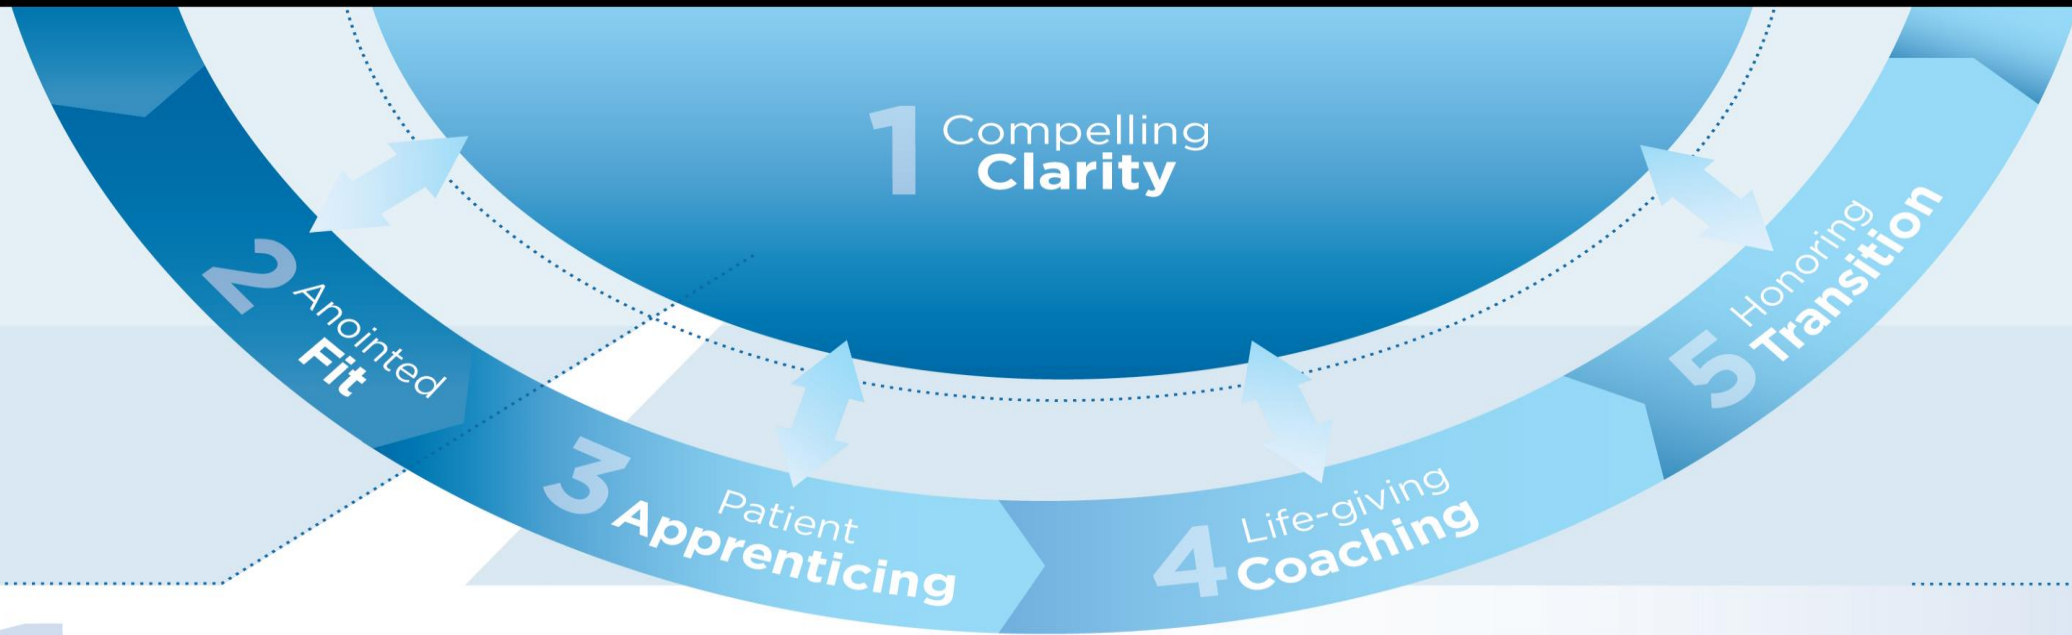 1 Compelling
Clarity
2 Anointed
Fit
3 Patient
Apprenticing
4 Life-giving
Coaching
5 Honoring
Transition